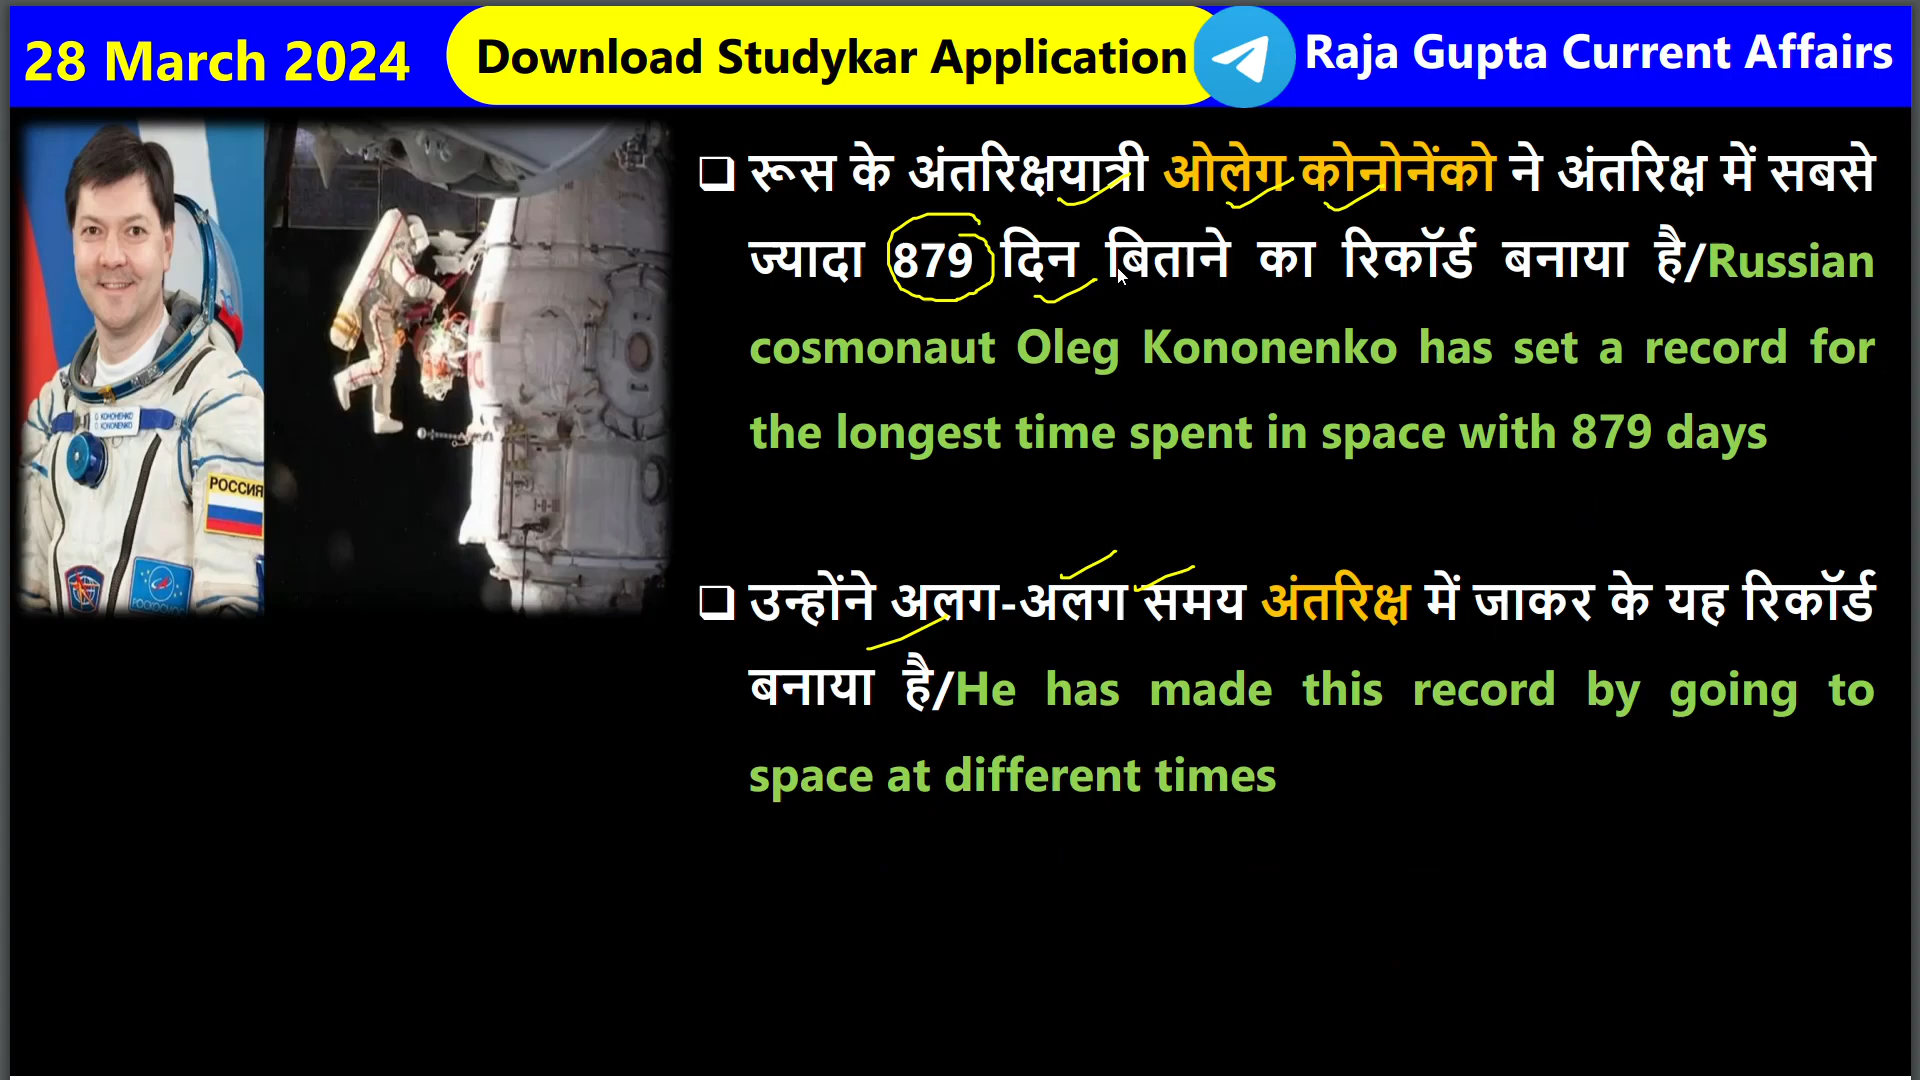 28 March 2024
Download Studykar Application
Raja Gupta Current Affairs
❑ रूस के अंतरिक्षयात्री ओलेग कोनोनेंको ने अंतरिक्ष में सबसे
ज्यादा 879 दिन बिताने का रिकॉर्ड बनाया है/Russian
cosmonaut Oleg Kononenko has set a record for
the longest time spent in space with 879 days
❑ उन्होंने अलग-अलग समय अंतरिक्ष में जाकर के यह रिकॉर्ड
बनाया है/He has made this record by going to
space at different times
О. КОНОНЕНКО
O. KONONENKO
РОССИЯ